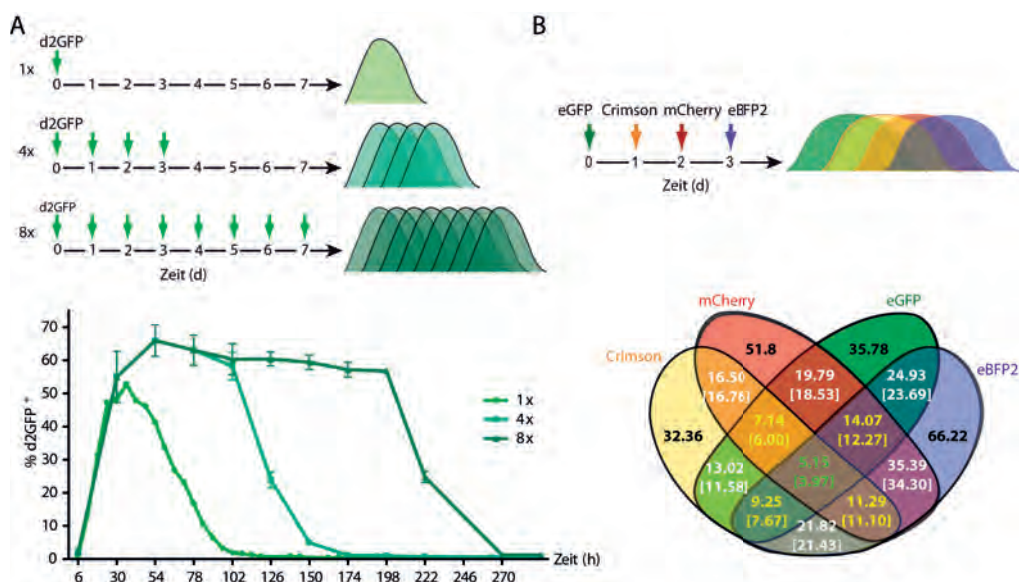 A
d2GFP
1x
0 1 2 3 4 5 6 7
d2GFP
4x
0 1 2 3 4 5 6 7
d2GFP
8x
0 1 2 3 4 5 6 7
Zeit (d)
% d2GFP +
70
60
50
40
30
20
10
0
1x
4x
8x
6 30 54 78 102 126 150 174 198 222 246 270
Zeit (h)
B
eGFP Crimson mCherry eBFP2
0 1 2 3
Zeit (d)
mCherry
eGFP
Crimson
eBFP2
51.8
35.78
16.50
[16.76]
19.79
[18.53]
24.93
[23.69]
32.36
7.14
[6.00]
14.07
[12.27]
66.22
13.02
[11.58]
35.39
[34.30]
9.25
[7.67]
11.29
[11.10]
21.82
[21.43]